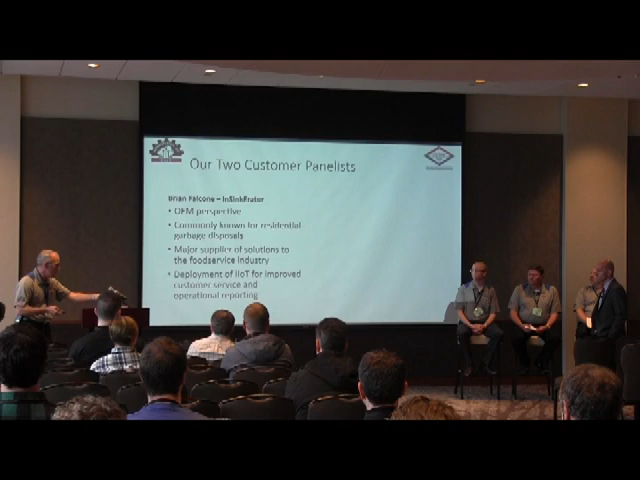 Our Two Customer Panelists
Brian Falcone – InSinkErator
• OEM perspective
• Commonly known for residential
garbage disposals
• Major supplier of solutions to
the foodservice industry
• Deployment of IIoT for improved
customer service and
operational reporting